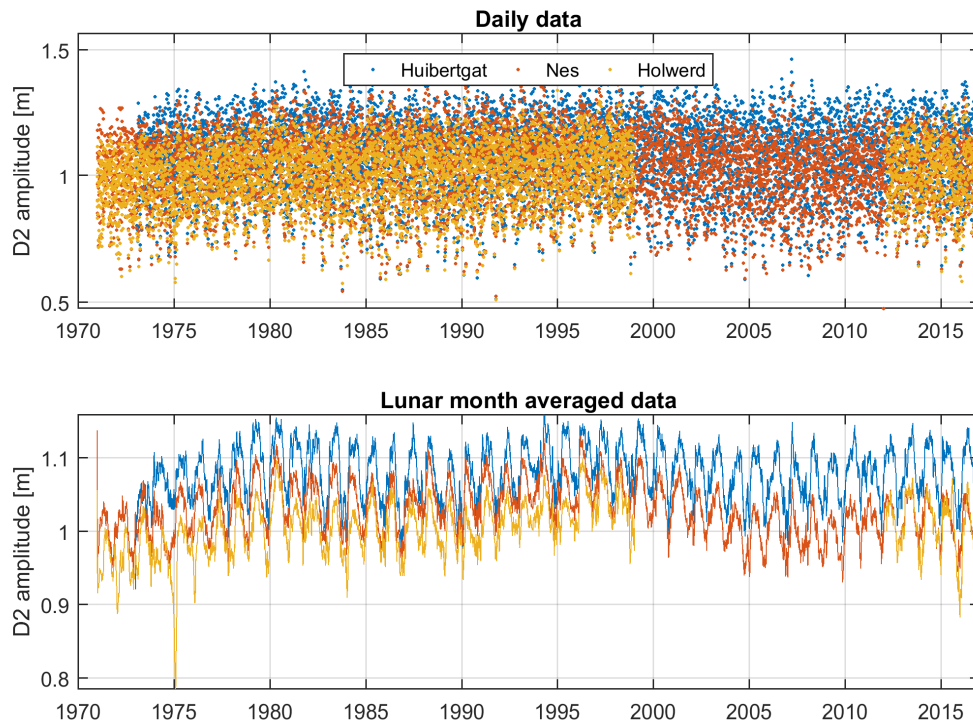 Daily data
D2 amplitude [m]
1.5
1
0.5
Huibertgat Nes Holwerd
1970 1975 1980 1985 1990 1995 2000 2005 2010 2015
Lunar month averaged data
D2 amplitude [m]
1.1
1
0.9
0.8
1970 1975 1980 1985 1990 1995 2000 2005 2010 2015